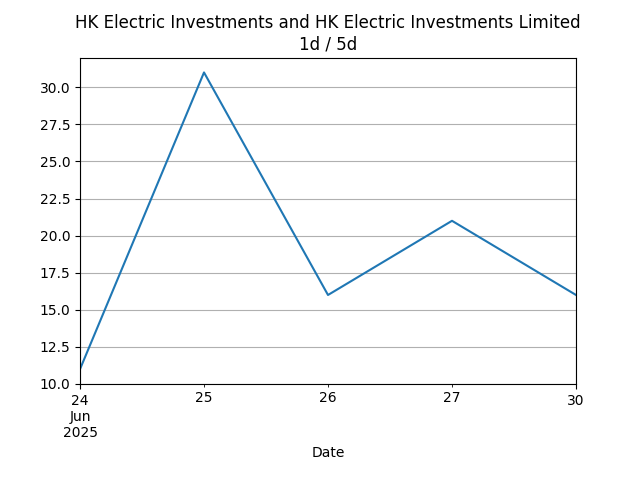 HK Electric Investments and HK Electric Investments Limited
1d / 5d
30.0
27.5
25.0
22.5
20.0
17.5
15.0
12.5
10.0
24 25 26 27 30
Jun
2025
Date